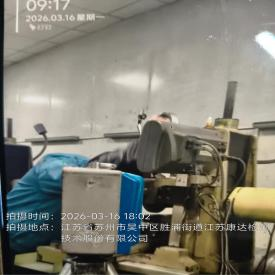 09:17
2026.03.16 星期一
拍摄时间：2026-03-16 18:02
拍摄地点：江苏省苏州市吴中区胜浦街道江苏康达检测
技术股份有限公司